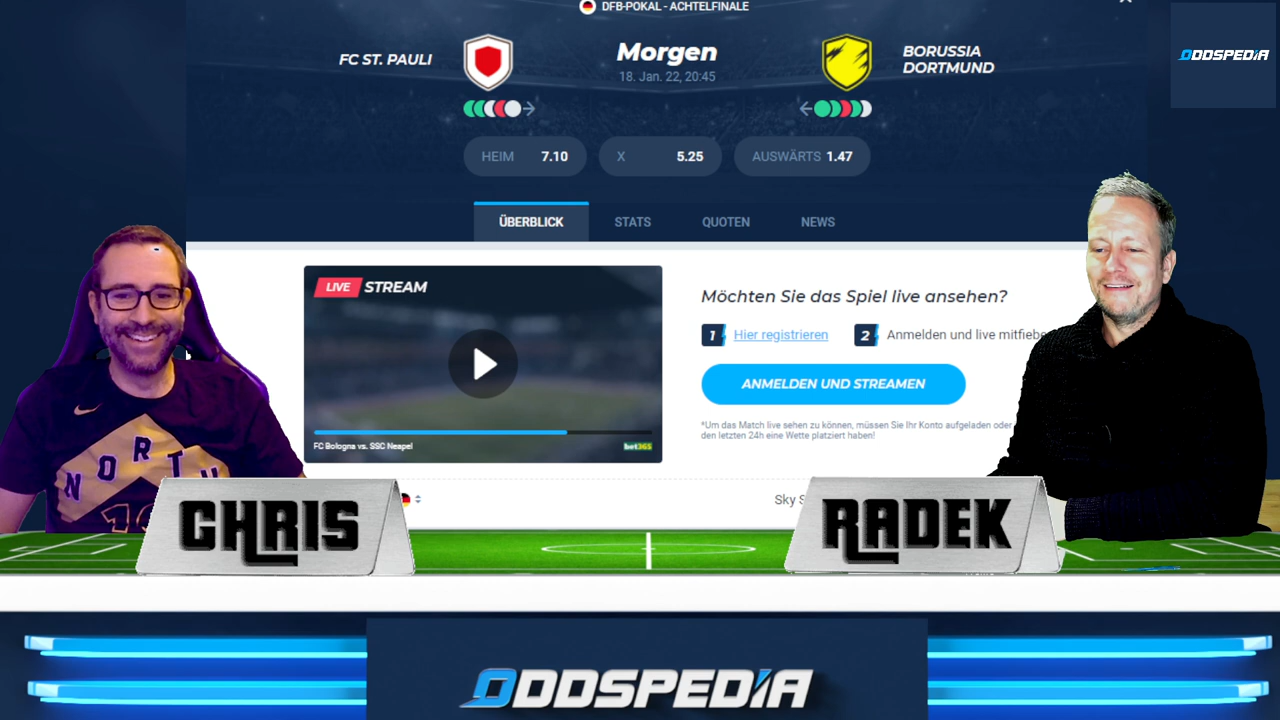 DFB-POKAL - ACHTELFINALE
ODDSPEDIA
FC ST. PAULI
Morgen
18. Jan. 22, 20:45
BORUSSIA
DORTMUND
HEIM 7.10
X 5.25
AUSWÄRTS 1.47
ÜBERBLICK STATS QUOTEN NEWS
LIVE STREAM
Möchten Sie das Spiel live ansehen?
1 Hier registrieren 2 Anmelden und live mitfiebe
ANMELDEN UND STREAMEN
*Um das Match live sehen zu können, müssen Sie Ihr Konto aufgeladen oder
den letzten 24h eine Wette platziert haben!
FC Bologna vs. SSC Neapel
bet365
NORTH
Sky S
CHRIS
RADEK
ODDSPEDIA